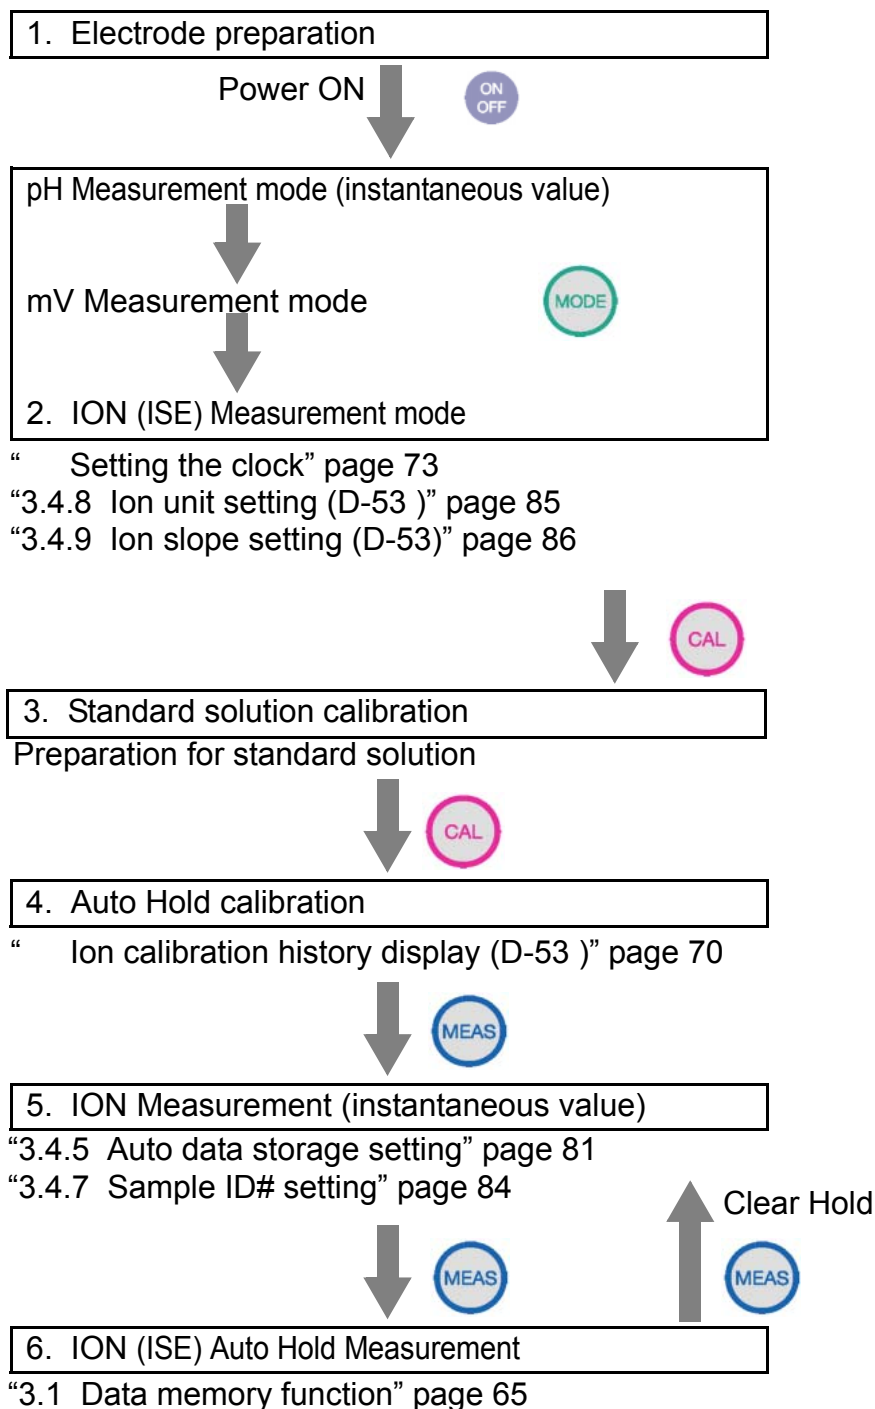 1. Electrode preparation
Power ON
ON
OFF
pH Measurement mode (instantaneous value)
mV Measurement mode
MODE
2. ION (ISE) Measurement mode
“ Setting the clock” page 73
“3.4.8 Ion unit setting (D-53 )” page 85
“3.4.9 Ion slope setting (D-53)” page 86
CAL
3. Standard solution calibration
Preparation for standard solution
CAL
4. Auto Hold calibration
“ Ion calibration history display (D-53 )” page 70
MEAS
5. ION Measurement (instantaneous value)
“3.4.5 Auto data storage setting” page 81
“3.4.7 Sample ID# setting” page 84
Clear Hold
MEAS
MEAS
6. ION (ISE) Auto Hold Measurement
“3.1 Data memory function” page 65